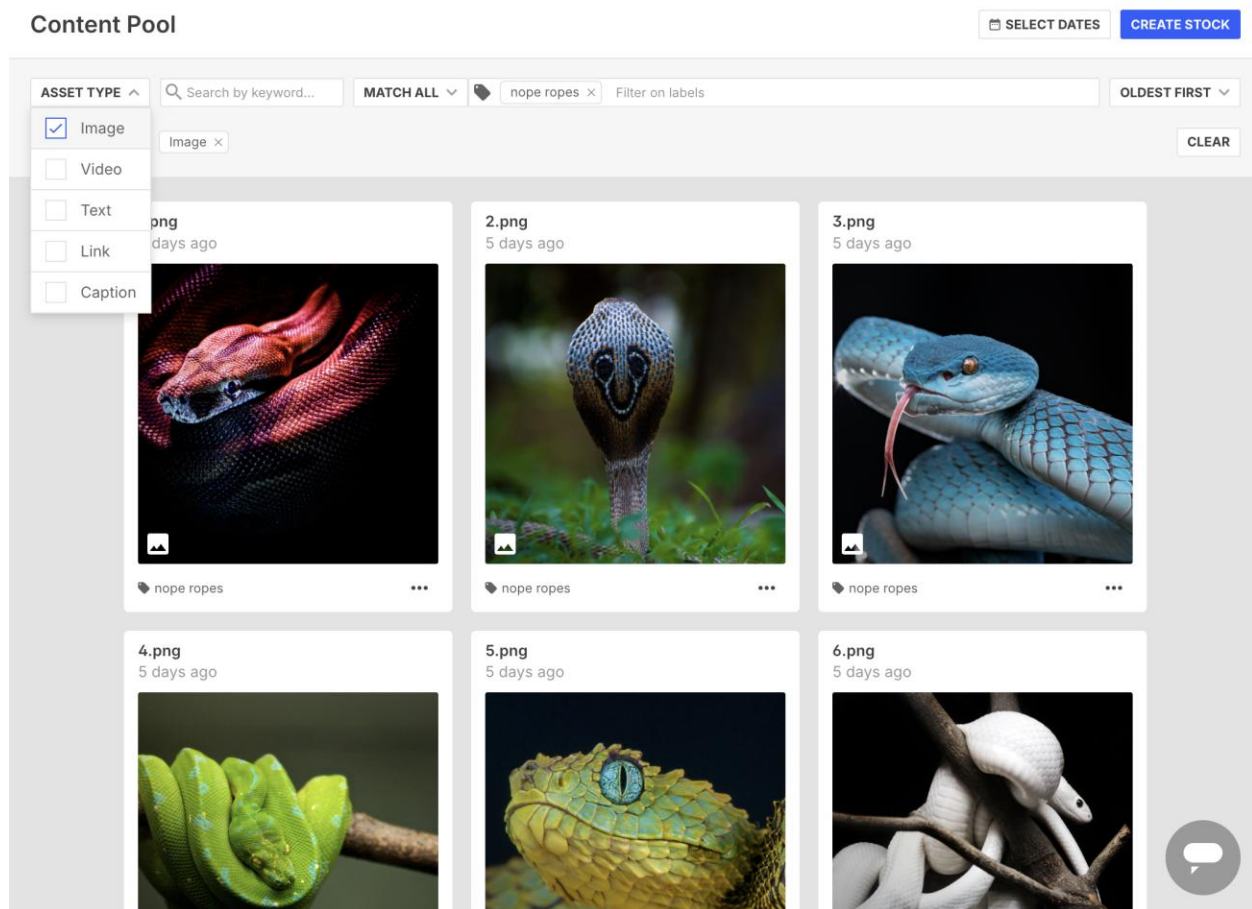 Content Pool
SELECT DATES
CREATE STOCK
ASSET TYPE
Search by keyword...
MATCH ALL
nope ropes ×
Filter on labels
OLDEST FIRST
Image
Video
Text
Link
Caption
Image ×
CLEAR
png
days ago
2.png
5 days ago
3.png
5 days ago
nope ropes
nope ropes
nope ropes
4.png
5 days ago
5.png
5 days ago
6.png
5 days ago